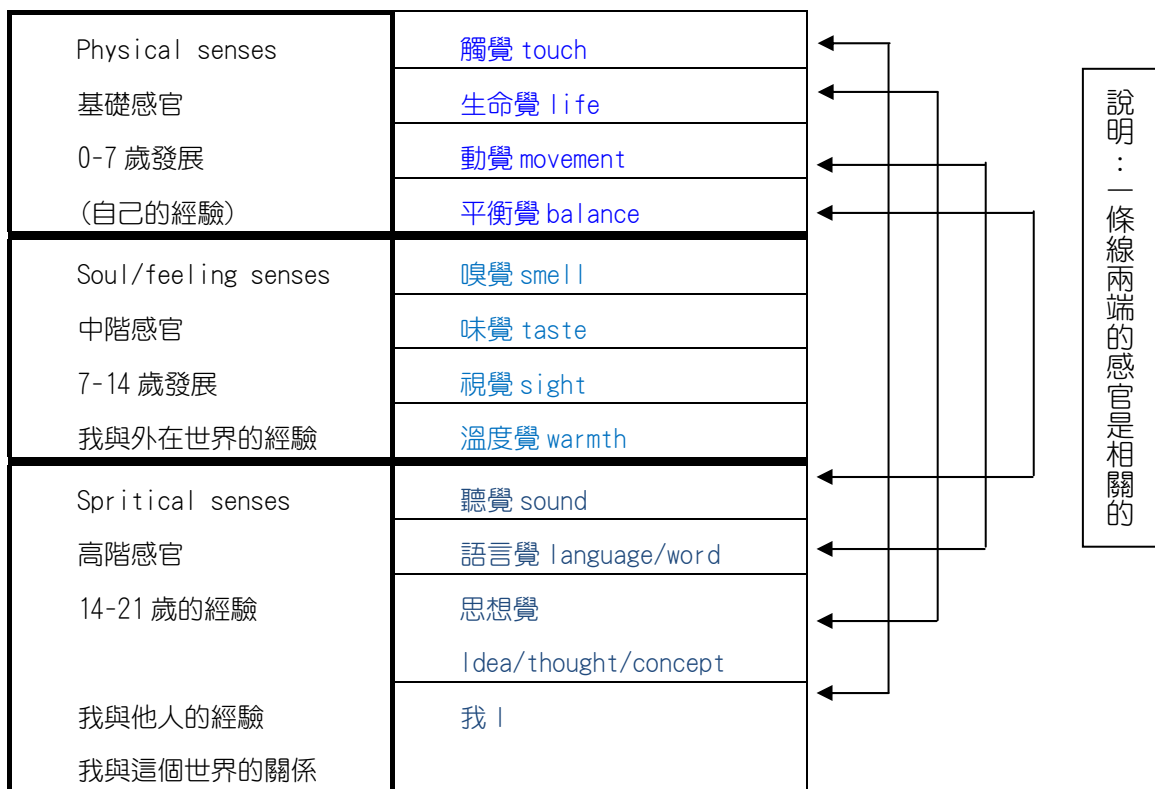 Physical senses
基礎感官
0-7 歲發展
(自己的經驗)
觸覺 touch
生命覺 life
動覺 movement
平衡覺 balance
Soul/feeling senses
中階感官
7-14 歲發展
我與外在世界的經驗
嗅覺 smell
味覺 taste
視覺 sight
溫度覺 warmth
Spritical senses
高階感官
14-21 歲的經驗
我與他人的經驗
我與這個世界的關係
聽覺 sound
語言覺 language/word
思想覺
Idea/thought/concept
我 I
說明：一條線兩端的感官是相關的